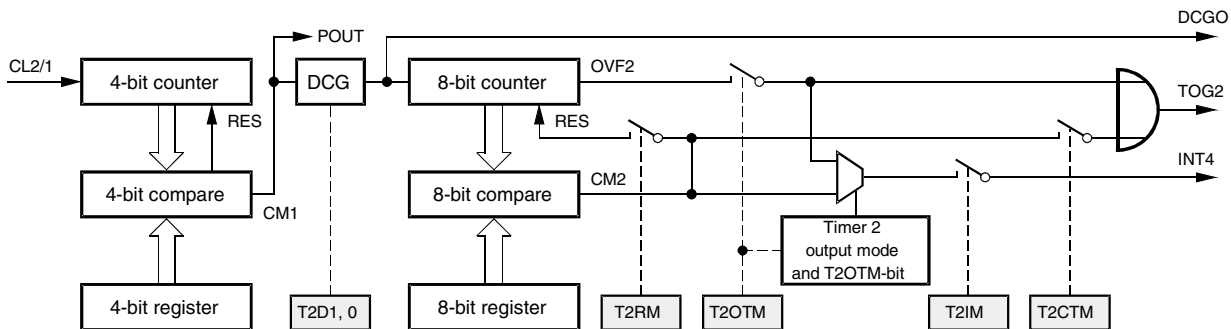 DCGO
POUT
CL2/1
4-bit counter
DCG
8-bit counter
OVF2
TOG2
RES
RES
INT4
4-bit compare
CM1
8-bit compare
CM2
Timer 2
output mode
and T2OTM-bit
4-bit register
T2D1, 0
8-bit register
T2RM
T2OTM
T2IM
T2CTM